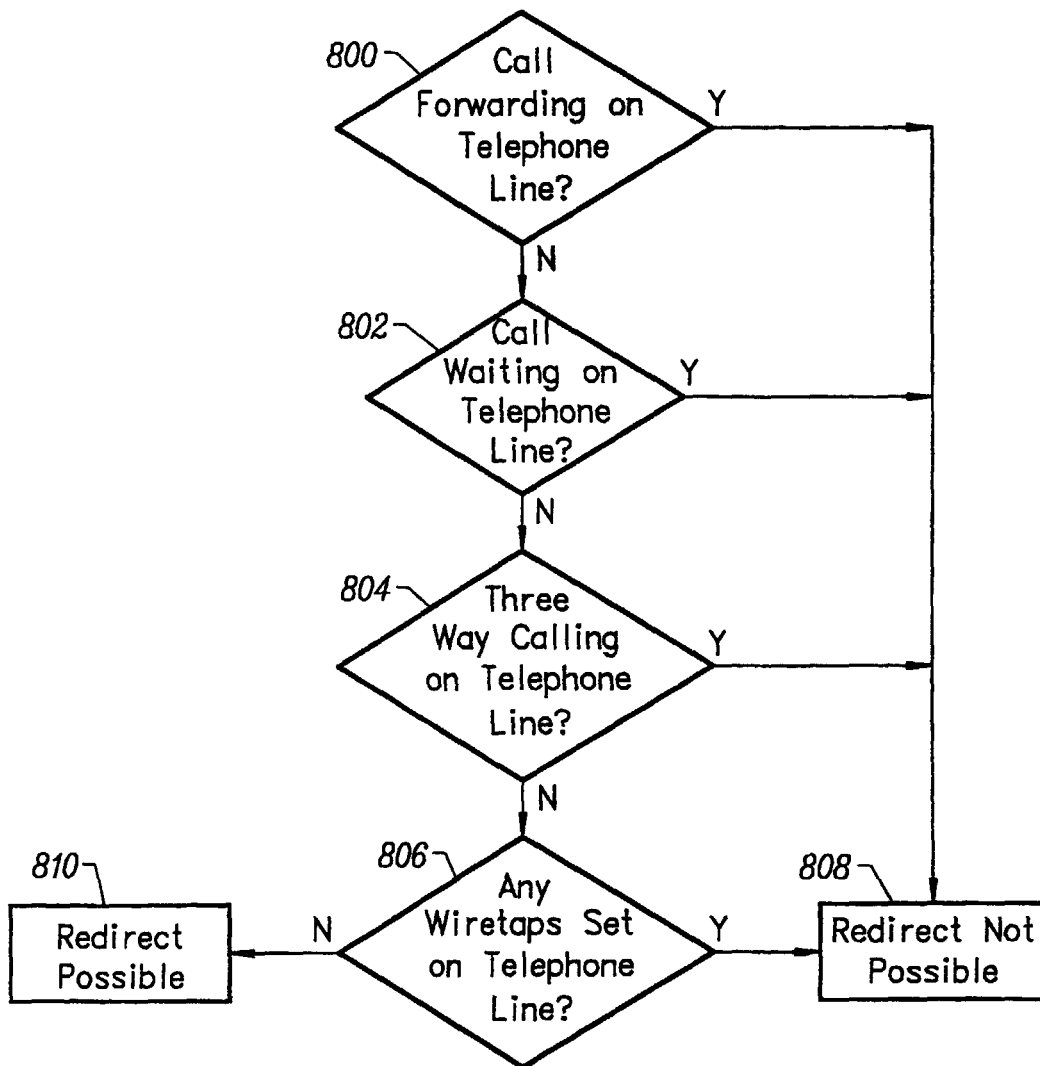 800
Call
Forwarding on
Telephone
Line?
Y
N
802
Call
Waiting on
Telephone
Line?
Y
N
804
Three
Way Calling
on Telephone
Line?
Y
N
806
Any
Wiretaps Set
on Telephone
Line?
N
Y
810
Redirect
Possible
808
Redirect Not
Possible